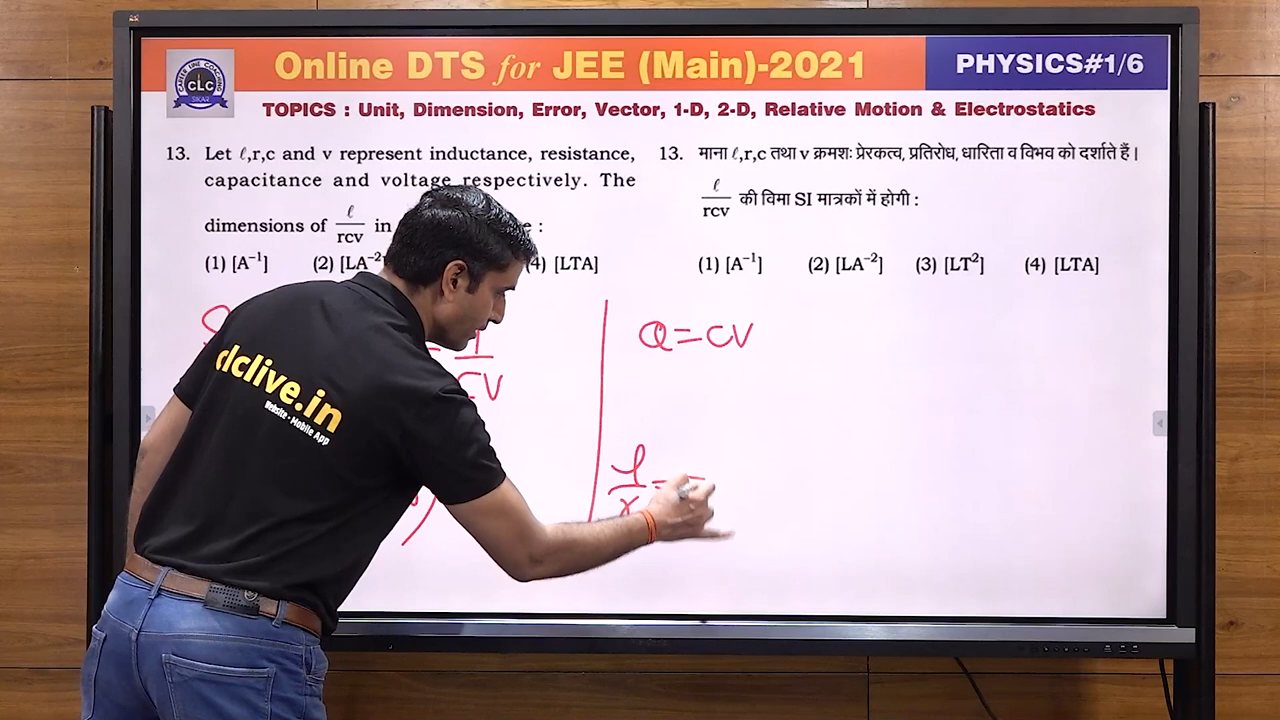 Online DTS for JEE (Main)-2021
PHYSICS#1/6
CLC
SIKAR
TOPICS : Unit, Dimension, Error, Vector, 1-D, 2-D, Relative Motion & Electrostatics
13. Let ℓ,r,c and v represent inductance, resistance,
capacitance and voltage respectively. The
dimensions of ℓ/rcv in e :
(1) [A⁻¹] (2) [LA⁻² (4) [LTA]
13. माना ℓ,r,c तथा v क्रमशः प्रेरकत्व, प्रतिरोध, धारिता व विभव को दर्शाते हैं।
ℓ/rcv की विमा SI मात्रकों में होगी :
(1) [A⁻¹] (2) [LA⁻²] (3) [LT²] (4) [LTA]
Q=CV
CV
clclive.in
Website - Mobile App